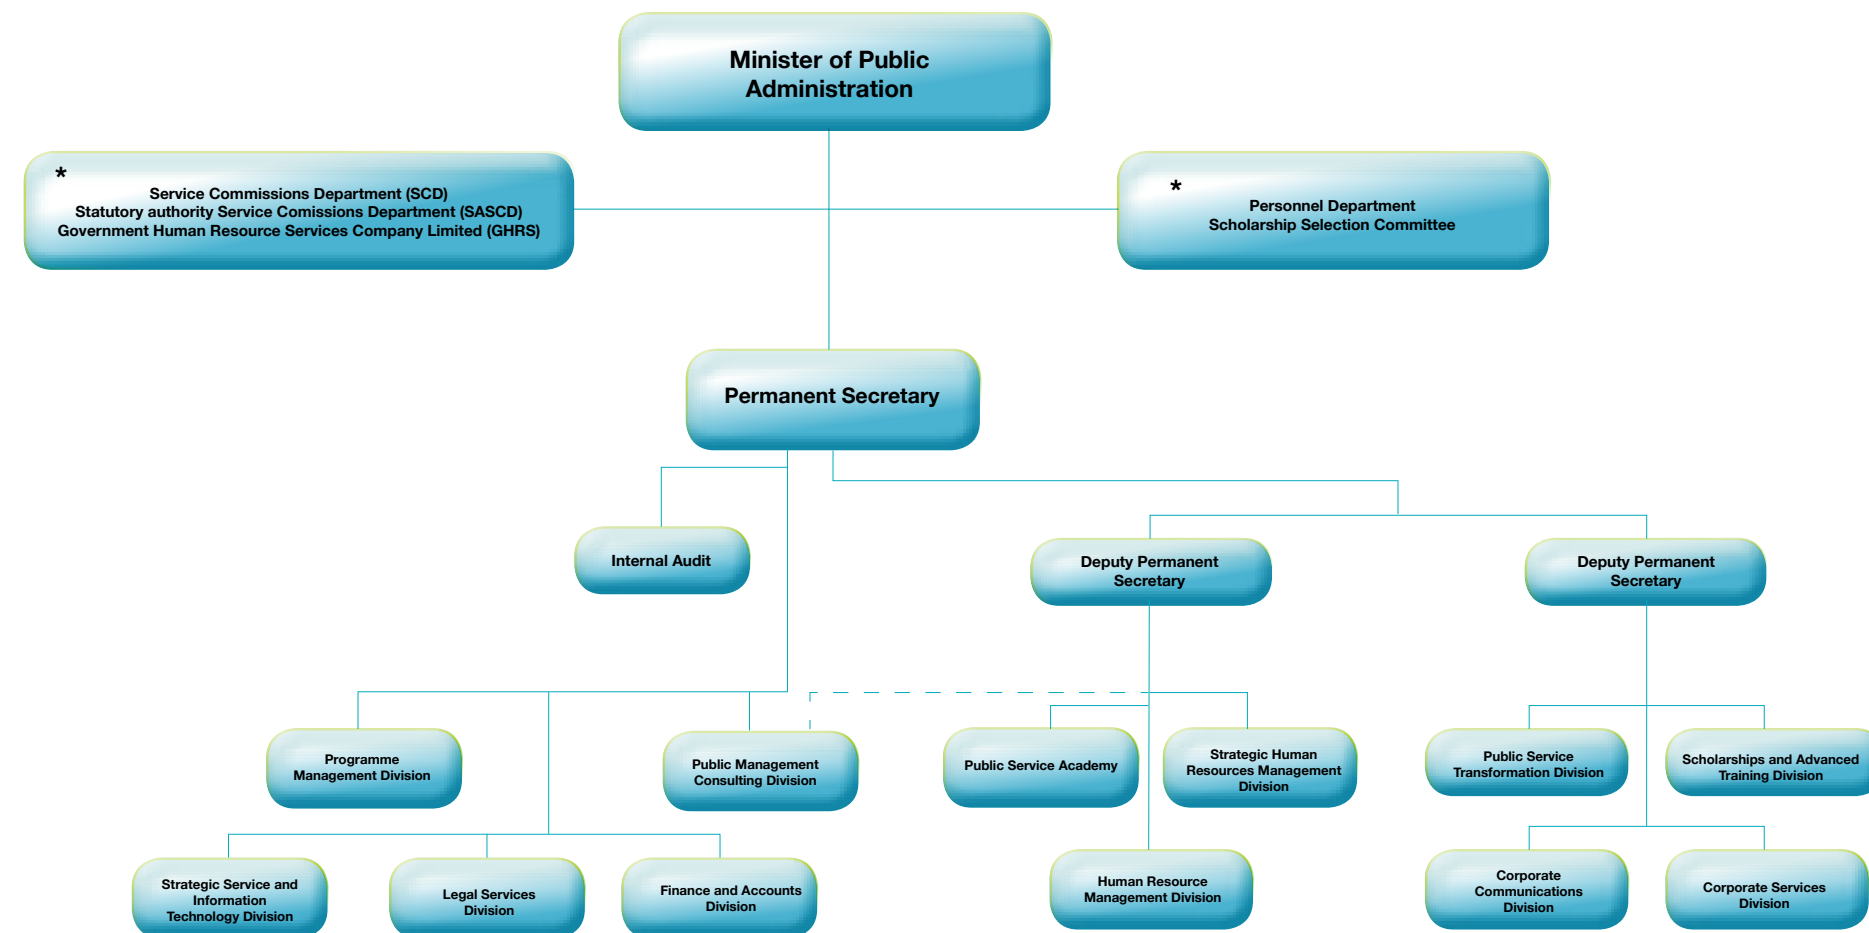 Minister of Public
Administration
*
Service Commissions Department (SCD)
Statutory authority Service Comissions Department (SASCD)
Government Human Resource Services Company Limited (GHRS)
*
Personnel Department
Scholarship Selection Committee
Permanent Secretary
Internal Audit
Deputy Permanent
Secretary
Deputy Permanent
Secretary
Programme
Management Division
Public Management
Consulting Division
Public Service Academy
Strategic Human
Resources Management
Division
Public Service
Transformation Division
Scholarships and Advanced
Training Division
Strategic Service and
Information
Technology Division
Legal Services
Division
Finance and Accounts
Division
Human Resource
Management Division
Corporate
Communications
Division
Corporate Services
Division